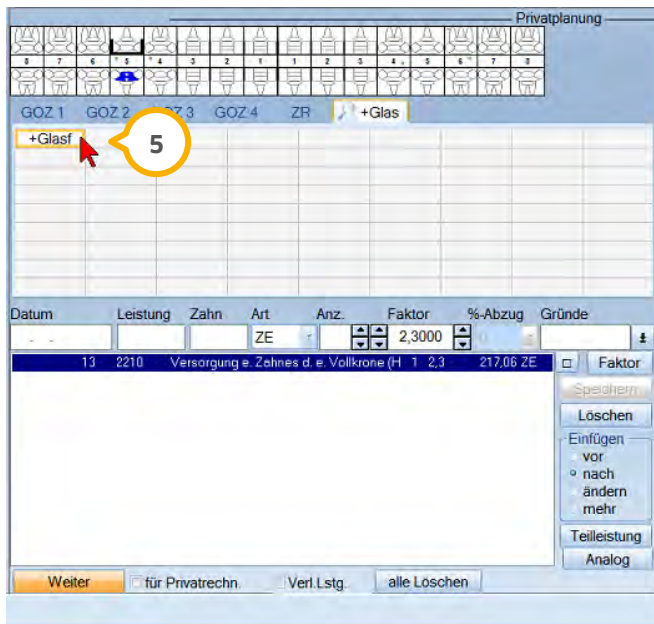 Privatplanung
8 7 6 5 4 3 2 1 1 2 3 4 5 6 7 8
GOZ 1 GOZ 2 Z 3 GOZ 4 ZR +Glas
+Glasf 5
Datum Leistung Zahn Art Anz. Faktor %-Abzug Gründe
ZE 2,3000
13 2210 Versorgung e. Zahnes d. e. Vollkrone (H 1 2,3 217,06 ZE Faktor
Speichern
Löschen
Einfügen
vor
nach
ändern
mehr
Teilleistung
Analog
Weiter für Privatrechn. Verl.Lstg. alle Löschen